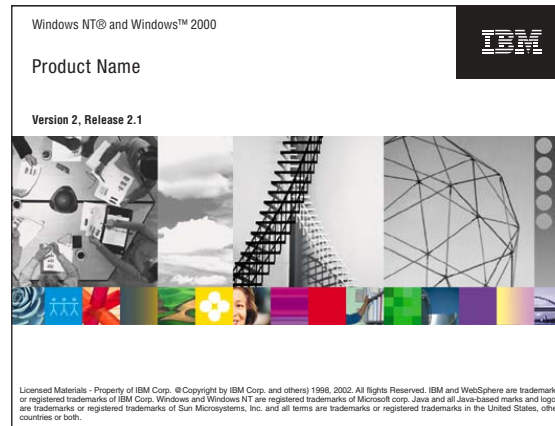 Windows NT® and Windows™ 2000
IBM
Product Name
Version 2, Release 2.1
Licensed Materials - Property of IBM Corp. ©Copyright by IBM Corp. and others) 1998, 2002. All Rights Reserved. IBM and WebSphere are trademark
or registered trademarks of IBM Corp. Windows and Windows NT are registered trademarks of Microsoft corp. Java and all Java-based marks and logo
are trademarks or registered trademarks of Sun Microsystems, Inc. and all terms are trademarks or registered trademarks in the United States, othe
countries or both.